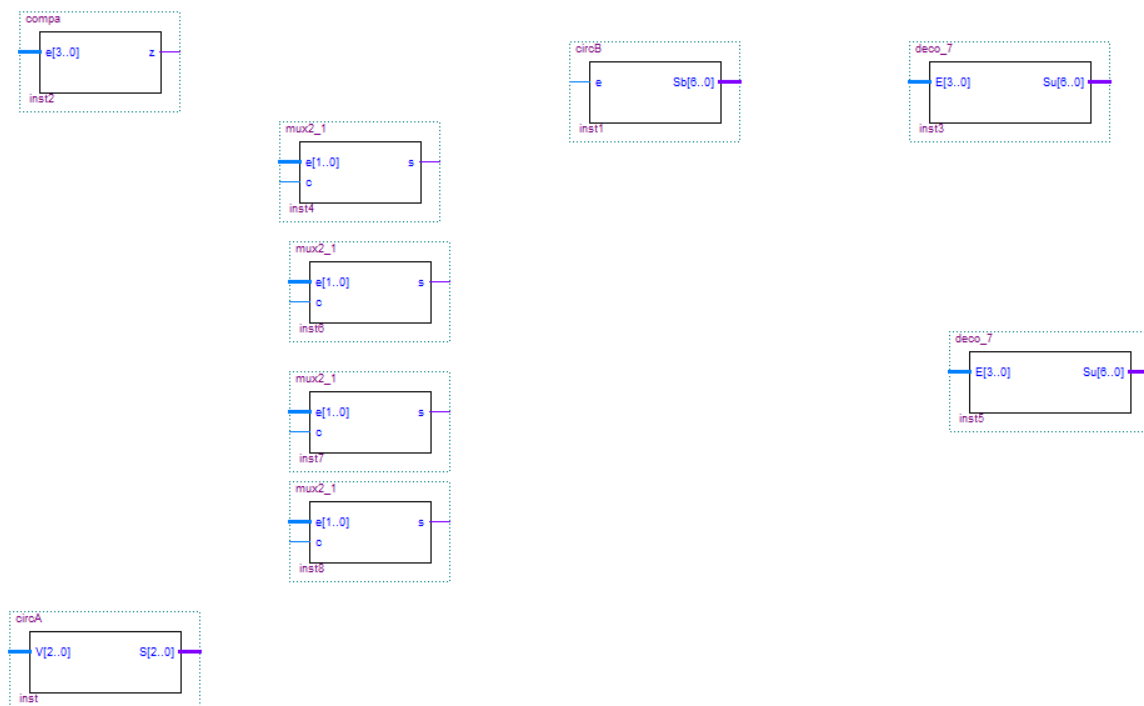 compa
e[3..0] z
inst2
circB
e Sb[6..0]
inst1
deco_7
E[3..0] Su[6..0]
inst3
mux2_1
e[1..0] s
c
inst4
mux2_1
e[1..0] s
c
inst6
mux2_1
e[1..0] s
c
inst7
mux2_1
e[1..0] s
c
inst8
deco_7
E[3..0] Su[6..0]
inst5
circA
V[2..0] S[2..0]
inst